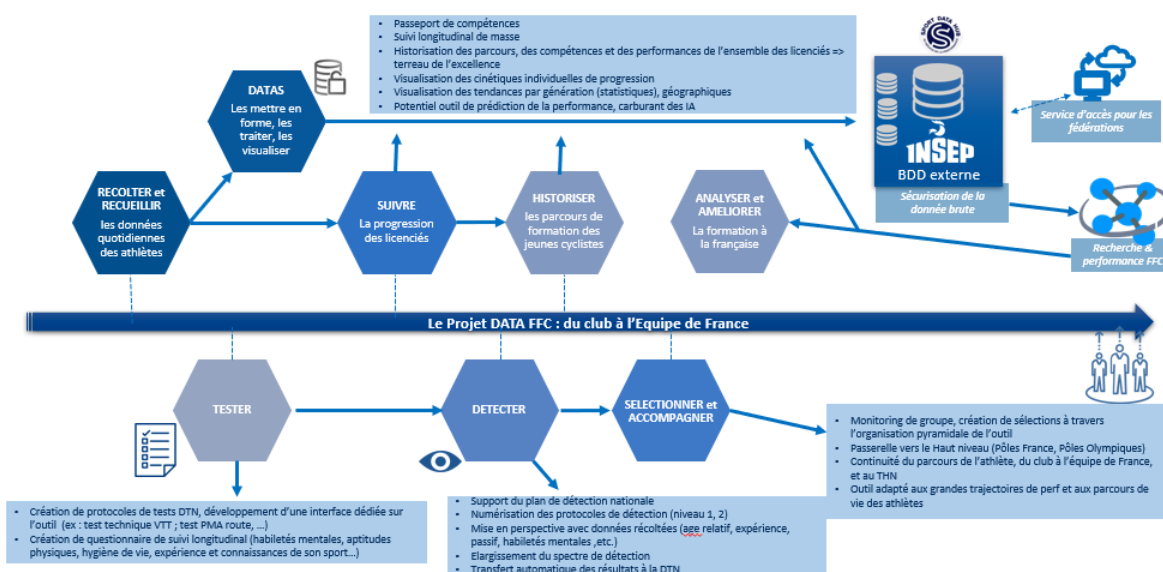 • Passeport de compétences
• Suivi longitudinal de masse
• Historisation des parcours, des compétences et des performances de l'ensemble des licenciés =>
terreau de l'excellence
• Visualisation des cinétiques individuelles de progression
• Visualisation des tendances par génération (statistiques), géographiques
• Potentiel outil de prédiction de la performance, carburant des IA
SPORT DATA HUB
DATAS
Les mettre en
forme, les
traiter, les
visualiser
INSEP
BDD externe
Service d'accès pour les
fédérations
Sécurisation de la
donnée brute
RECOLTER et
RECUEILLIR
les données
quotidiennes
des athlètes
SUIVRE
La progression
des licenciés
HISTORISER
les parcours de
formation des
jeunes cyclistes
ANALYSER et
AMELIORER
La formation à
la française
Recherche &
performance FFC
Le Projet DATA FFC : du club à l'Equipe de France
TESTER
DETECTER
SELECTIONNER et
ACCOMPAGNER
• Monitoring de groupe, création de sélections à travers
l'organisation pyramidale de l'outil
• Passerelle vers le Haut niveau (Pôles France, Pôles Olympiques)
• Continuité du parcours de l'athlète, du club à l'équipe de France,
et au THN
• Outil adapté aux grandes trajectoires de perf et aux parcours de
vie des athlètes
• Création de protocoles de tests DTN, développement d'une interface dédiée sur
l'outil (ex : test technique VTT ; test PMA route, ...)
• Création de questionnaire de suivi longitudinal (habiletés mentales, aptitudes
physiques, hygiène de vie, expérience et connaissances de son sport...)
• Support du plan de détection nationale
• Numérisation des protocoles de détection (niveau 1, 2)
• Mise en perspective avec données récoltées (age relatif, expérience,
passif, habiletés mentales ,etc.)
• Elargissement du spectre de détection
• Transfert automatique des résultats à la DTN